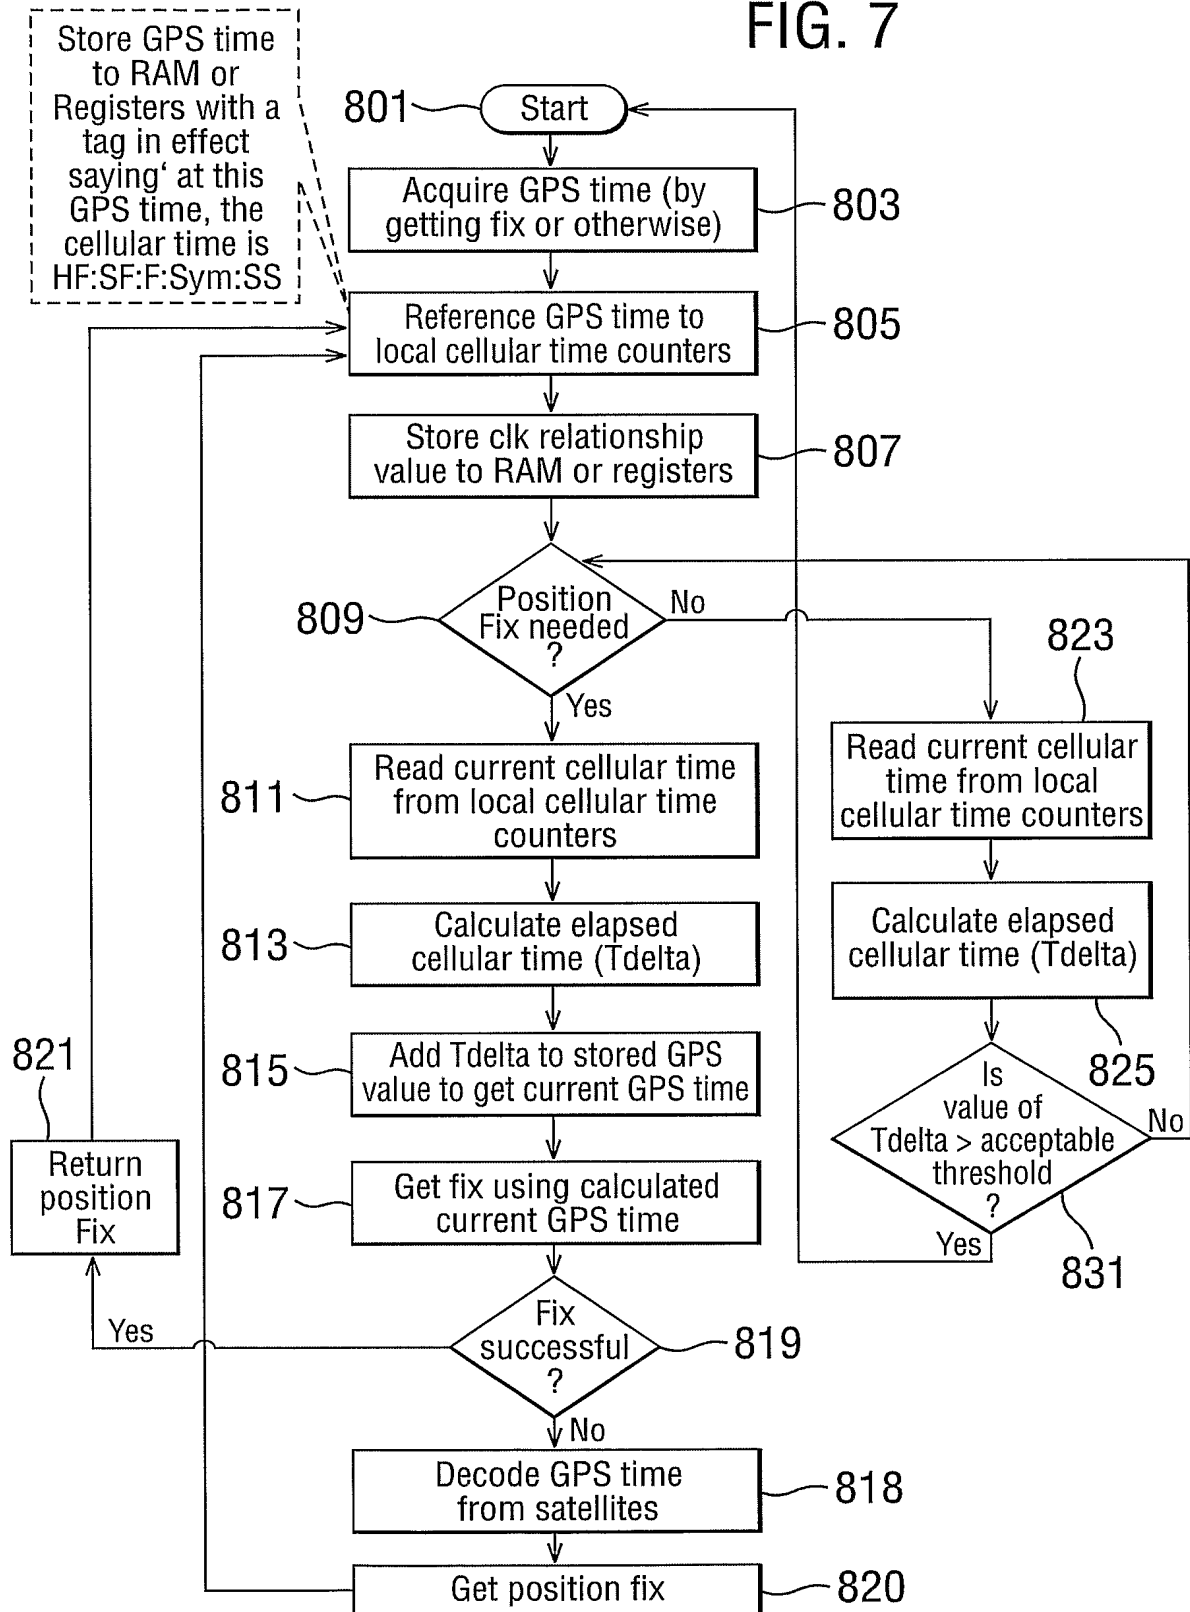 FIG. 7
Store GPS time
to RAM or
Registers with a
tag in effect
saying‘ at this
GPS time, the
cellular time is
HF:SF:F:Sym:SS
801
Start
Acquire GPS time (by
getting fix or otherwise)
803
Reference GPS time to
local cellular time counters
805
Store clk relationship
value to RAM or registers
807
809
Position
Fix needed
?
No
Yes
823
Read current cellular
time from local
cellular time counters
811
Read current cellular time
from local cellular time
counters
Calculate elapsed
cellular time (Tdelta)
825
813
Calculate elapsed
cellular time (Tdelta)
815
Add Tdelta to stored GPS
value to get current GPS time
Is
value of
Tdelta > acceptable
threshold
?
No
Yes
831
821
Return
position
Fix
817
Get fix using calculated
current GPS time
Fix
successful
?
819
Yes
No
Decode GPS time
from satellites
818
Get position fix
820